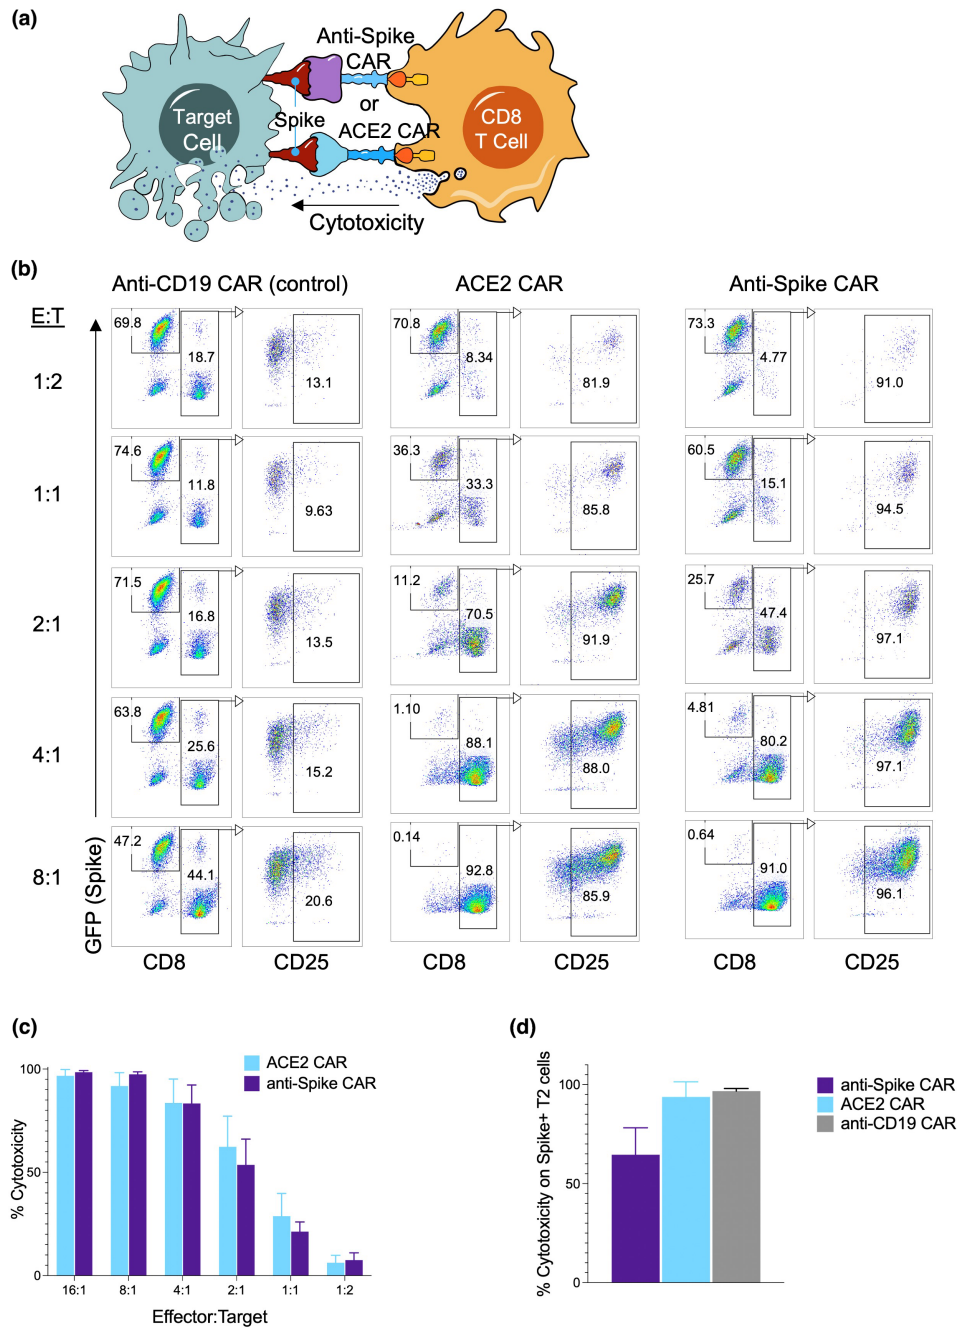 (a)
Anti-Spike
CAR
or
Target
Cell
Spike
ACE2 CAR
CD8
T Cell
Cytotoxicity
(b)
Anti-CD19 CAR (control)
ACE2 CAR
Anti-Spike CAR
E:T
1:2
69.8
18.7
13.1
70.8
8.34
81.9
73.3
4.77
91.0
1:1
74.6
11.8
9.63
36.3
33.3
85.8
60.5
15.1
94.5
2:1
71.5
16.8
13.5
11.2
70.5
91.9
25.7
47.4
97.1
4:1
63.8
25.6
15.2
1.10
88.1
88.0
4.81
80.2
97.1
8:1
47.2
44.1
20.6
0.14
92.8
85.9
0.64
91.0
96.1
GFP (Spike)
CD8
CD25
CD8
CD25
CD8
CD25
(c)
% Cytotoxicity
100
50
0
ACE2 CAR
anti-Spike CAR
16:1
8:1
4:1
2:1
1:1
1:2
Effector:Target
(d)
% Cytotoxicity on Spike+ T2 cells
100
50
0
anti-Spike CAR
ACE2 CAR
anti-CD19 CAR